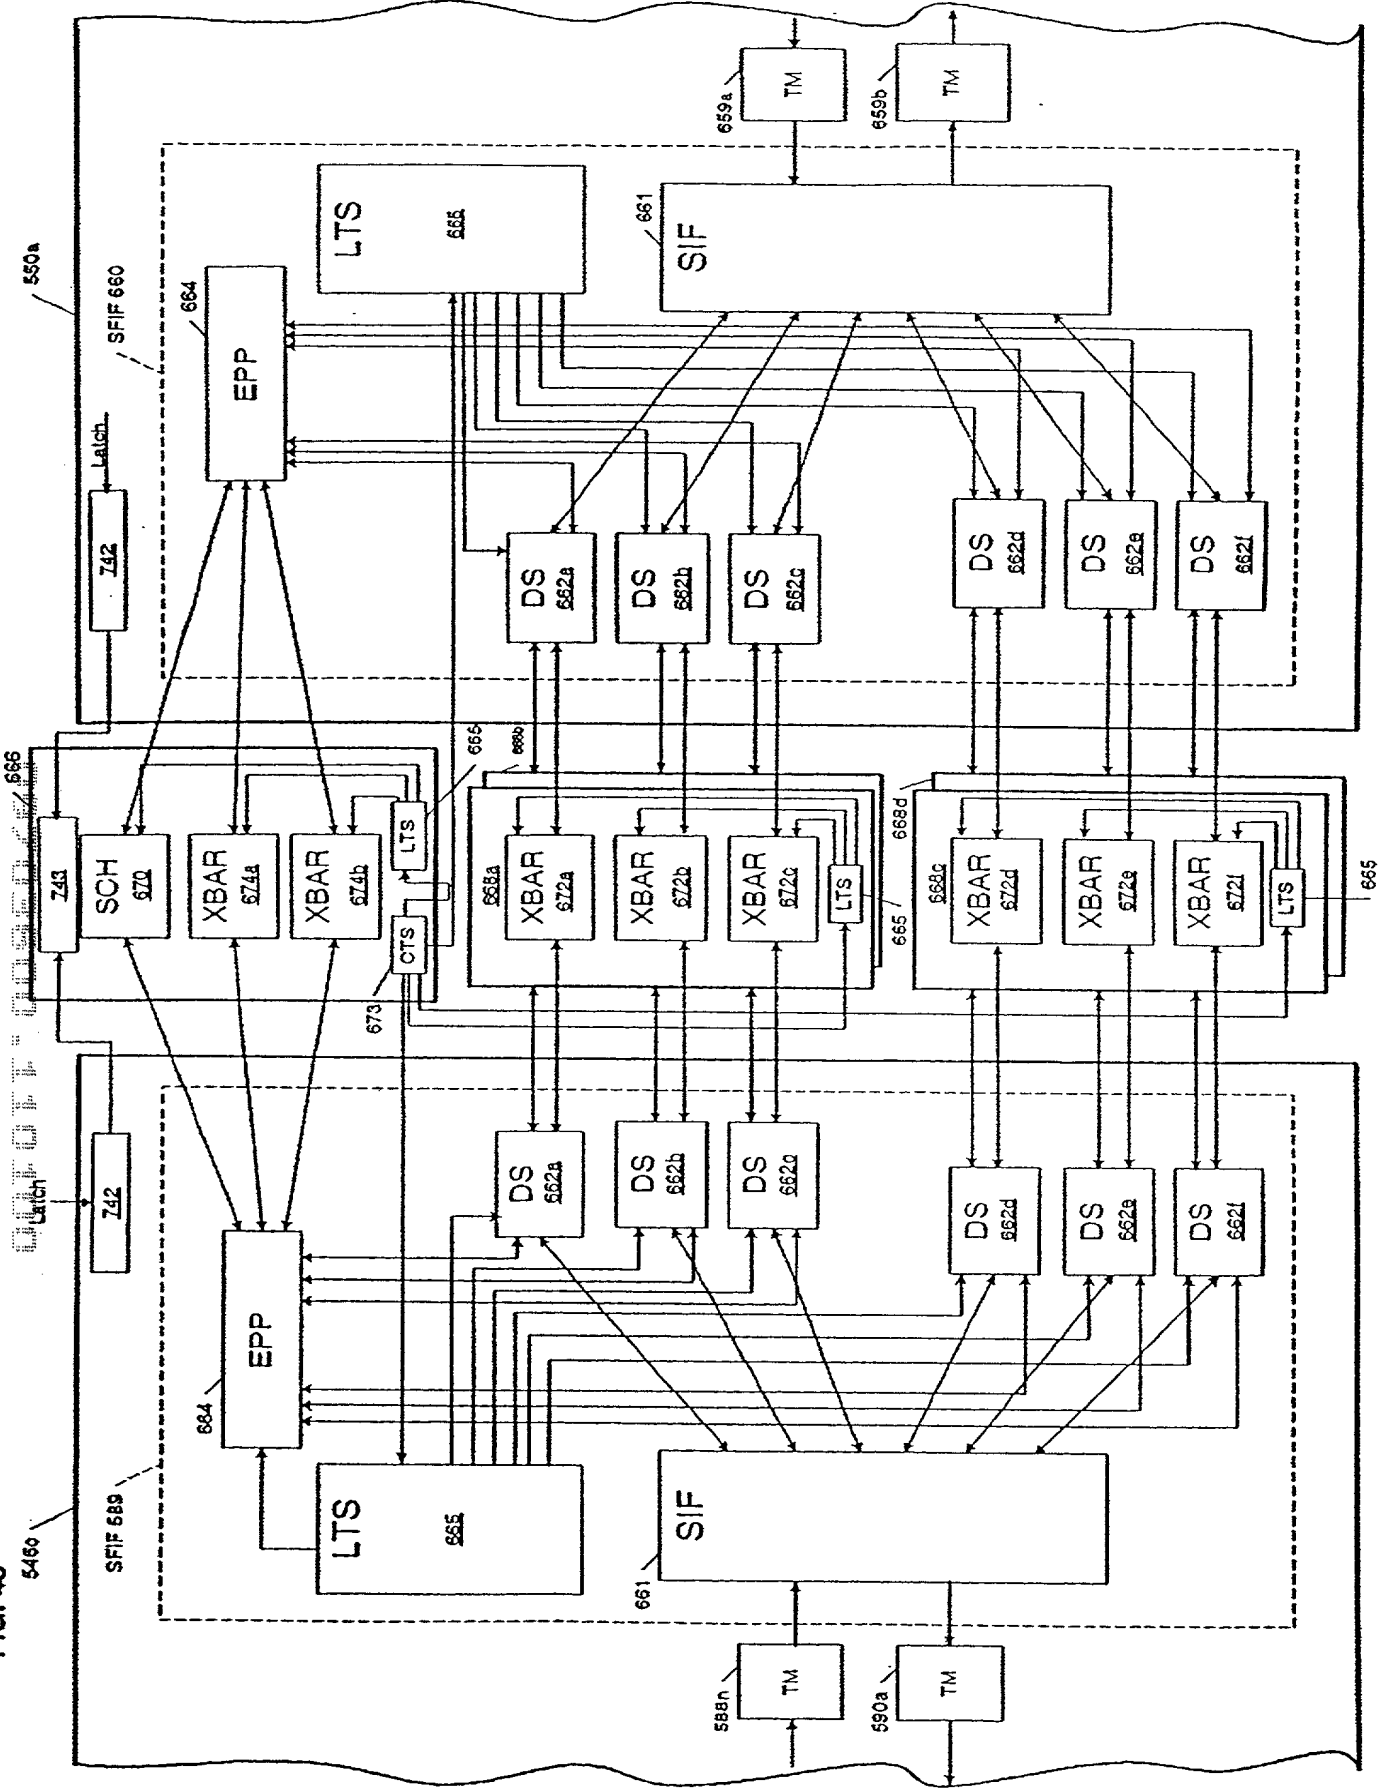 546c
SFIF 589
588n
TM
590a
TM
LTS
665
661
SIF
664
EPP
Latch
742
DS
662a
DS
662b
DS
662c
DS
662d
DS
662e
DS
662f
666
743
SCH
670
XBAR
674a
XBAR
674b
673
CTS
LTS
665
668a
668b
XBAR
672a
XBAR
672b
XBAR
672c
LTS
665
668c
668d
XBAR
672d
XBAR
672e
XBAR
672f
LTS
665
550a
SFIF 660
Latch
742
664
EPP
LTS
665
DS
662a
DS
662b
DS
662c
DS
662d
DS
662e
DS
662f
661
SIF
659a
TM
659b
TM